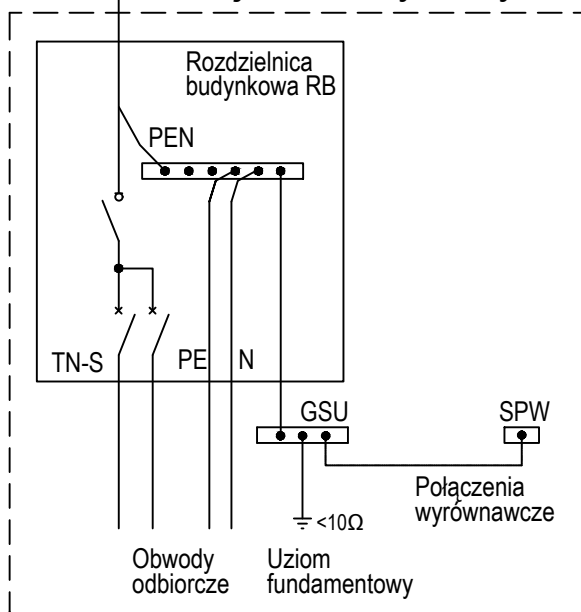 Rozdzielnica
budynkowa RB
PEN
TN-S
PE
N
GSU
SPW
<10Ω
Połączenia
wyrównawcze
Obwody
odbiorcze
Uziom
fundamentowy